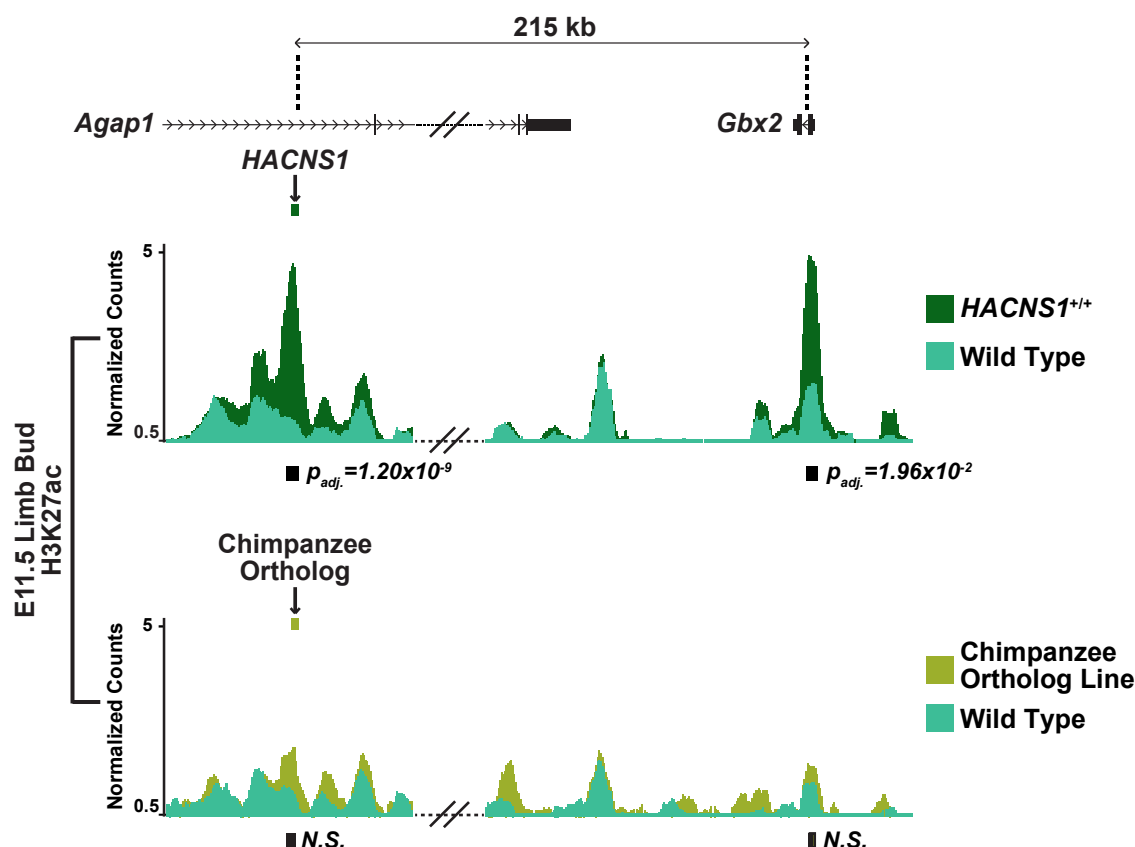 215 kb
Agap1
Gbx2
HACNS1
5
Normalized Counts
0.5
HACNS1+/+
Wild Type
padj.=1.20x10-9
padj.=1.96x10-2
E11.5 Limb Bud
H3K27ac
Chimpanzee
Ortholog
5
Normalized Counts
0.5
Chimpanzee
Ortholog Line
Wild Type
N.S.
N.S.